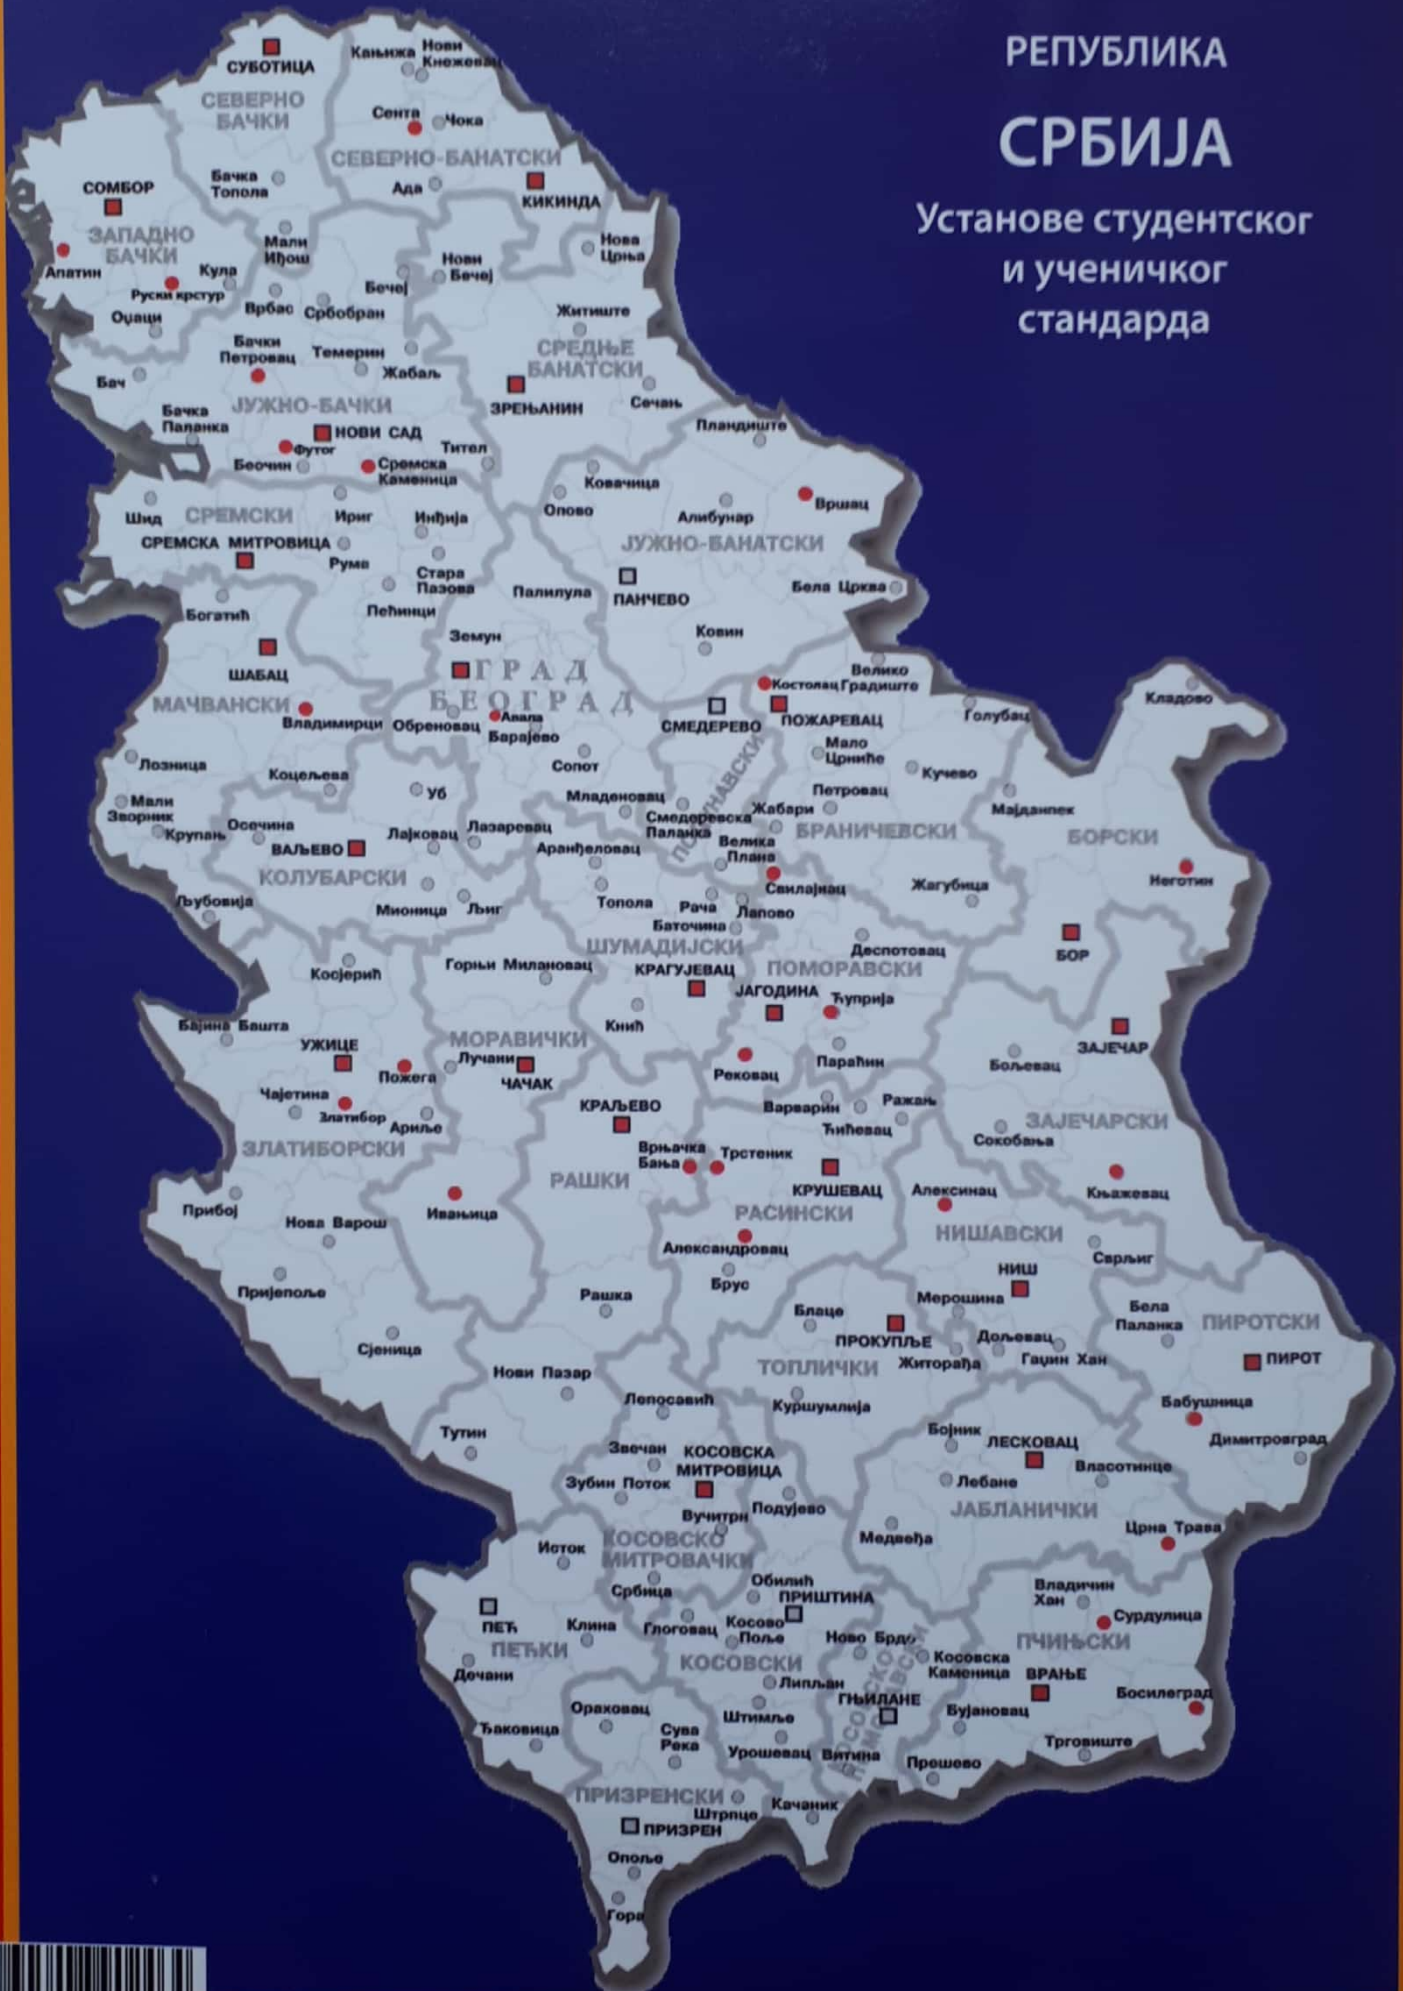 РЕПУБЛИКА
СРБИЈА
Установе студентског
и ученичког
стандарда
СУБОТИЦА
Кањижа
Нови
Кнежевац
СЕВЕРНО
БАЧКИ
Сента
Чока
СЕВЕРНО-БАНАТСКИ
Бачка
Топола
Ада
КИКИНДА
СОМБОР
ЗАПАДНО
БАЧКИ
Апатин
Кула
Руски крстур
Оџаци
Мали
Иђош
Нови
Бечеј
Нова
Црња
Бечеј
Врбас
Србобран
Житиште
Бачки
Петровац
Темерин
Жабаљ
СРЕДЊЕ
БАНАТСКИ
Бач
ЈУЖНО-БАЧКИ
ЗРЕЊАНИН
Сечањ
Бачка
Паланка
НОВИ САД
Пландиште
Футог
Тител
Беочин
Сремска
Каменица
Ковачица
Вршац
Шид
СРЕМСКИ
Ириг
Инђија
Опово
Алибунар
СРЕМСКА МИТРОВИЦА
ЈУЖНО-БАНАТСКИ
Рума
Стара
Пазова
Палилула
ПАНЧЕВО
Бела Црква
Богатић
Пећинци
Земун
Ковин
ШАБАЦ
ГРАД
БЕОГРАД
Велико
Градиште
Костолац
МАЧВАНСКИ
Владимирци
Обреновац
Авала
Барајево
СМЕДЕРЕВО
ПОЖАРЕВАЦ
Голубац
Кладово
Лозница
Коцељева
Сопот
Мало
Црниће
Кучево
Мали
Зворник
Уб
Младеновац
Петровац
Мајданпек
Крупањ
Осечина
Лајковац
Лазаревац
Смедеревска
Паланка
Жабари
БРАНИЧЕВСКИ
БОРСКИ
ВАЉЕВО
Аранђеловац
Велика
Плана
КОЛУБАРСКИ
Свилајнац
Жагубица
Неготин
Љубовија
Мионица
Љиг
Топола
Рача
Лапово
Баточина
Косјерић
Горњи Милановац
ШУМАДИЈСКИ
Деспотовац
БОР
КРАГУЈЕВАЦ
ПОМОРАВСКИ
ЈАГОДИНА
Ћуприја
Бајина Башта
Кнић
УЖИЦЕ
МОРАВИЧКИ
Лучани
ЧАЧАК
ЗАЈЕЧАР
Пожега
Рековац
Параћин
Бољевац
Чајетина
Златибор
Ариље
КРАЉЕВО
Варварин
Ражањ
Ћићевац
ЗАЈЕЧАРСКИ
Сокобања
ЗЛАТИБОРСКИ
Врњачка
Бања
Трстеник
РАШКИ
КРУШЕВАЦ
Алексинац
Књажевац
Прибој
Нова Варош
Ивањица
РАСИНСКИ
НИШАВСКИ
Александровац
Сврљиг
Пријепоље
Рашка
Брус
НИШ
Мерошина
Бела
Паланка
Блаце
ПИРОТСКИ
Сјеница
ПРОКУПЉЕ
Дољевац
ПИРОТ
Нови Пазар
ТОПЛИЧКИ
Житорађа
Гаџин Хан
Лепосавић
Куршумлија
Бабушница
Тутин
Звечан
КОСОВСКА
МИТРОВИЦА
Бојник
ЛЕСКОВАЦ
Димитровград
Зубин Поток
Лебане
Власотинце
Вучитрн
Подујево
ЈАБЛАНИЧКИ
Исток
КОСОВСКО
МИТРОВАЧКИ
Медвеђа
Црна Трава
Србица
Обилић
ПРИШТИНА
Владичин
Хан
Сурдулица
ПЕЋ
Клина
Глоговац
Косово
Поље
Ново Брдо
ПЧИЊСКИ
ПЕЋКИ
КОСОВСКИ
Косовска
Каменица
ВРАЊЕ
Дечани
Липљан
ГЊИЛАНЕ
Босилеград
Ораховац
Штимље
Бујановац
Ђаковица
Сува
Река
Урошевац
Витина
Прешево
Трговиште
ПРИЗРЕНСКИ
Штрпце
Качаник
ПРИЗРЕН
Опоље
Гора